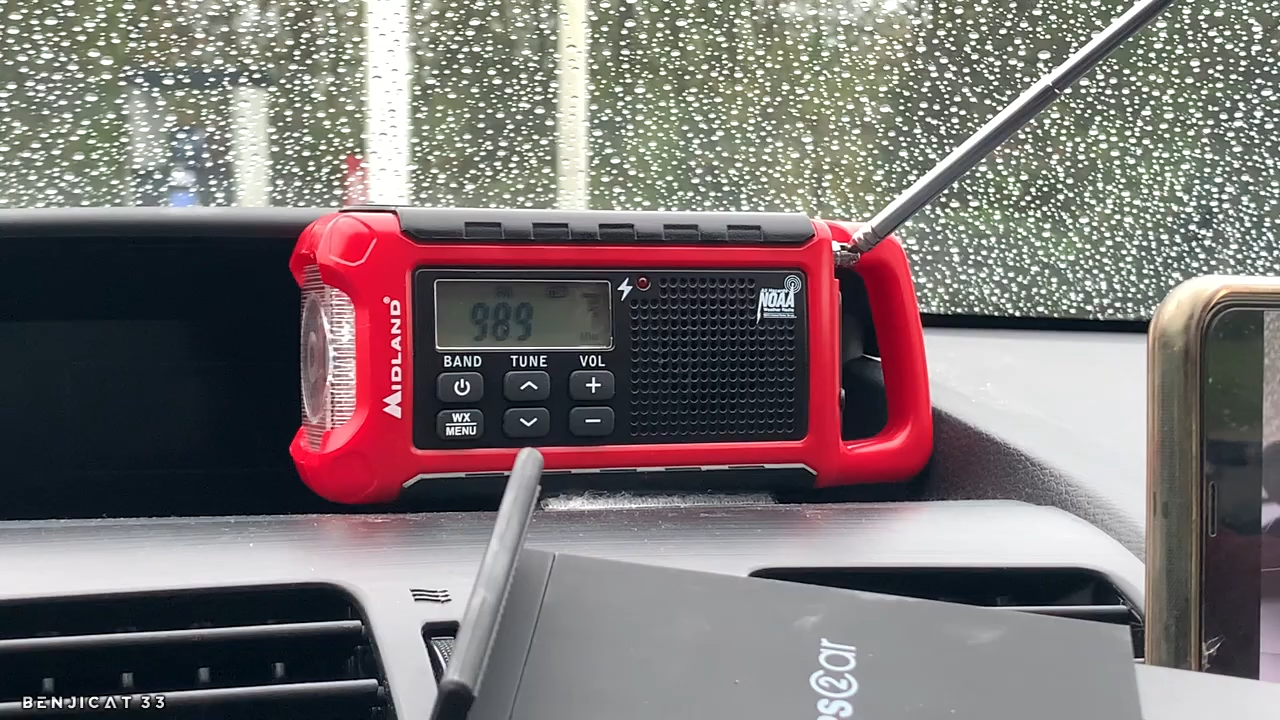 989
MIDLAND®
BAND TUNE VOL
WX
MENU
NOAA
BENJICAT 33